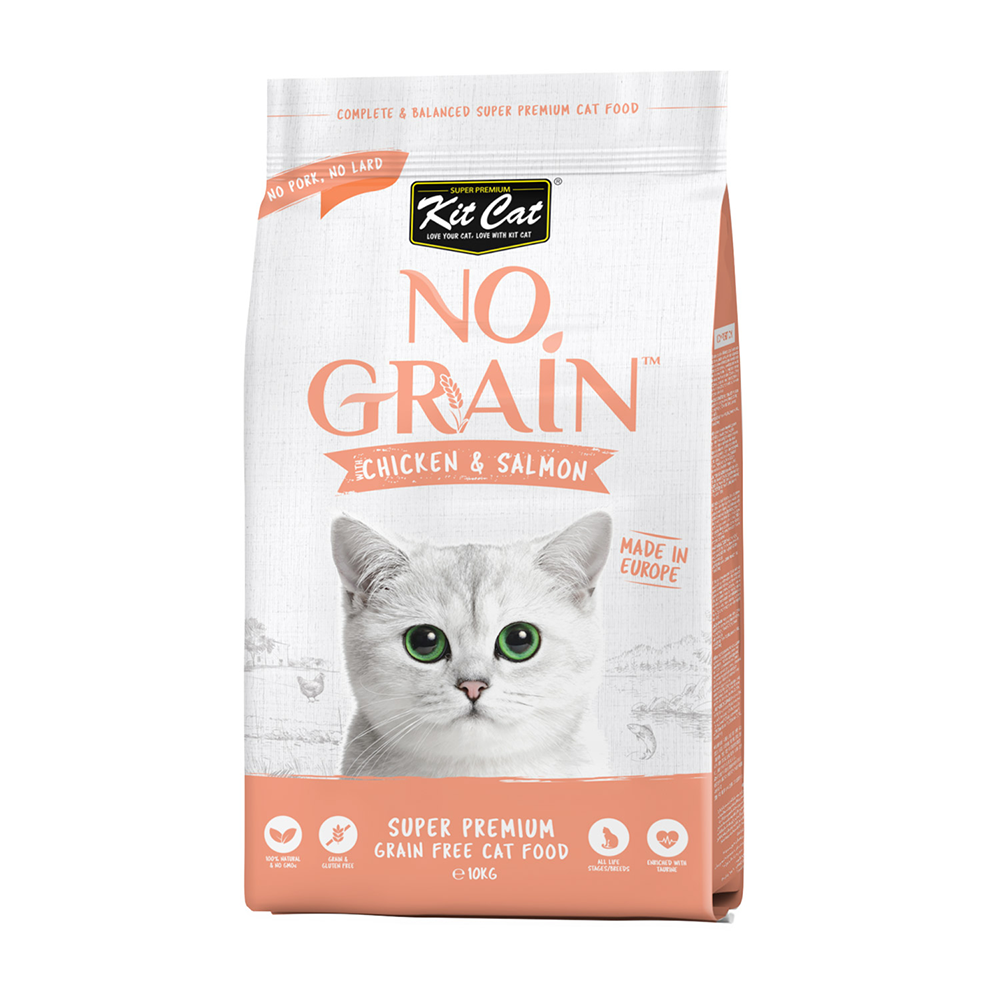 COMPLETE & BALANCED SUPER PREMIUM CAT FOOD
NO PORK, NO LARD
SUPER PREMIUM
Kit Cat®
LOVE YOUR CAT, LOVE WITH KIT CAT
NO
GRAIN™
WITH CHICKEN & SALMON
MADE IN
EUROPE
SUPER PREMIUM
GRAIN FREE CAT FOOD
℮ 10KG
100% NATURAL
& NO GMOs
GRAIN &
GLUTEN FREE
ALL LIFE
STAGES/BREEDS
ENRICHED WITH
TAURINE